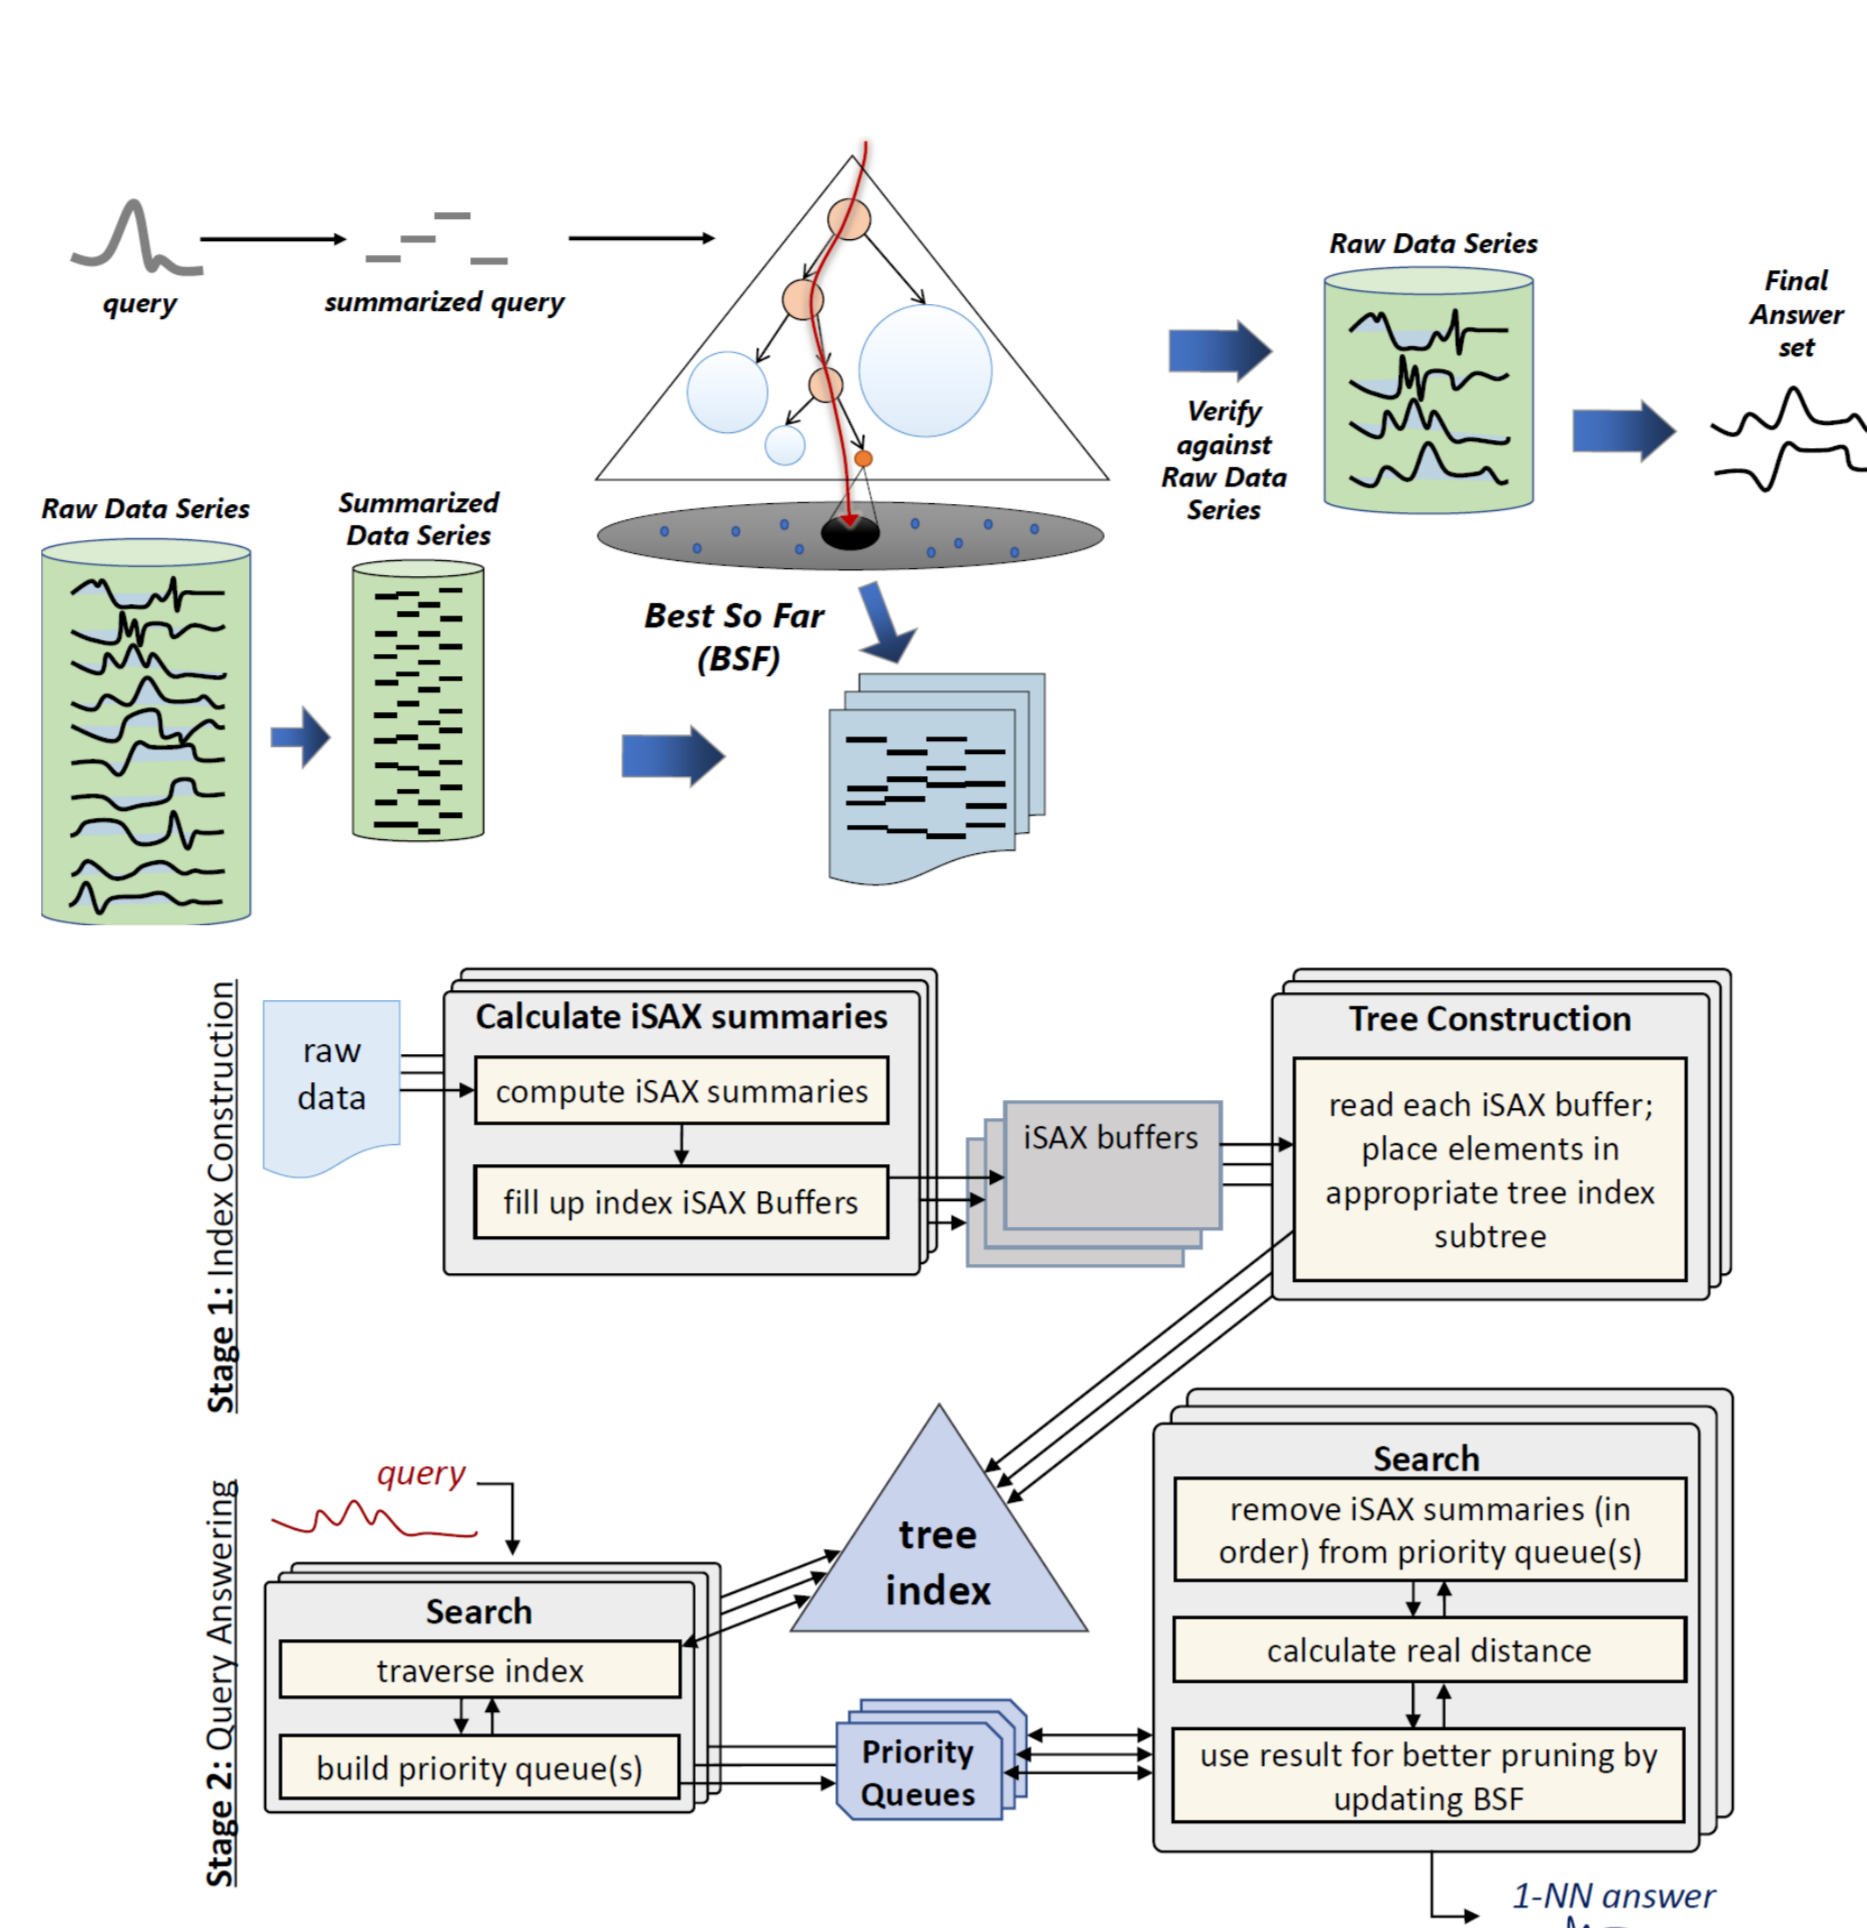 query
summarized query
Raw Data Series
Final
Answer
set
Verify
against
Raw Data
Series
Raw Data Series
Summarized
Data Series
Best So Far
(BSF)
Stage 1: Index Construction
raw
data
Calculate iSAX summaries
compute iSAX summaries
fill up index iSAX Buffers
iSAX buffers
Tree Construction
read each iSAX buffer;
place elements in
appropriate tree index
subtree
Stage 2: Query Answering
query
Search
traverse index
build priority queue(s)
tree
index
Priority
Queues
Search
remove iSAX summaries (in
order) from priority queue(s)
calculate real distance
use result for better pruning by
updating BSF
1-NN answer